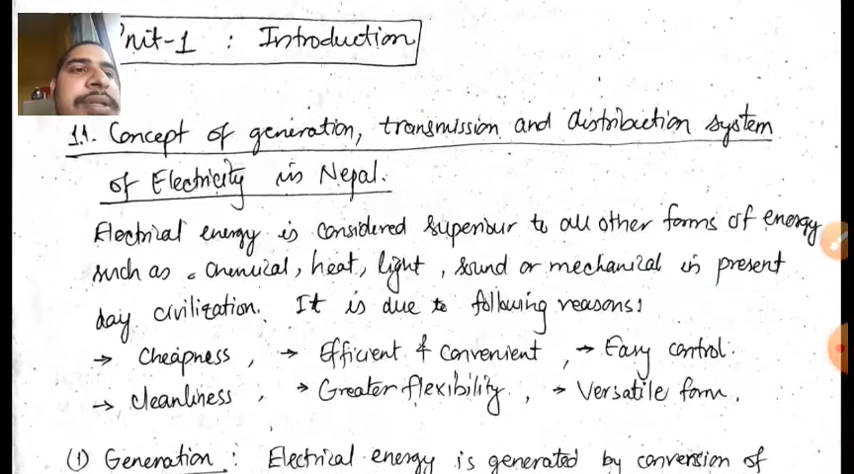 nit-1 : Introduction
1.1. Concept of generation, transmission and distribution system
of Electricity in Nepal.
Electrical energy is considered superiour to all other forms of energy
such as chemical, heat, light, sound or mechanical in present
day civilization. It is due to following reasons:
→ Cheapness, → Efficient & convenient, → Easy control.
→ cleanliness, → Greater flexibility, → Versatile form.
(1) Generation : Electrical energy is generated by conversion of